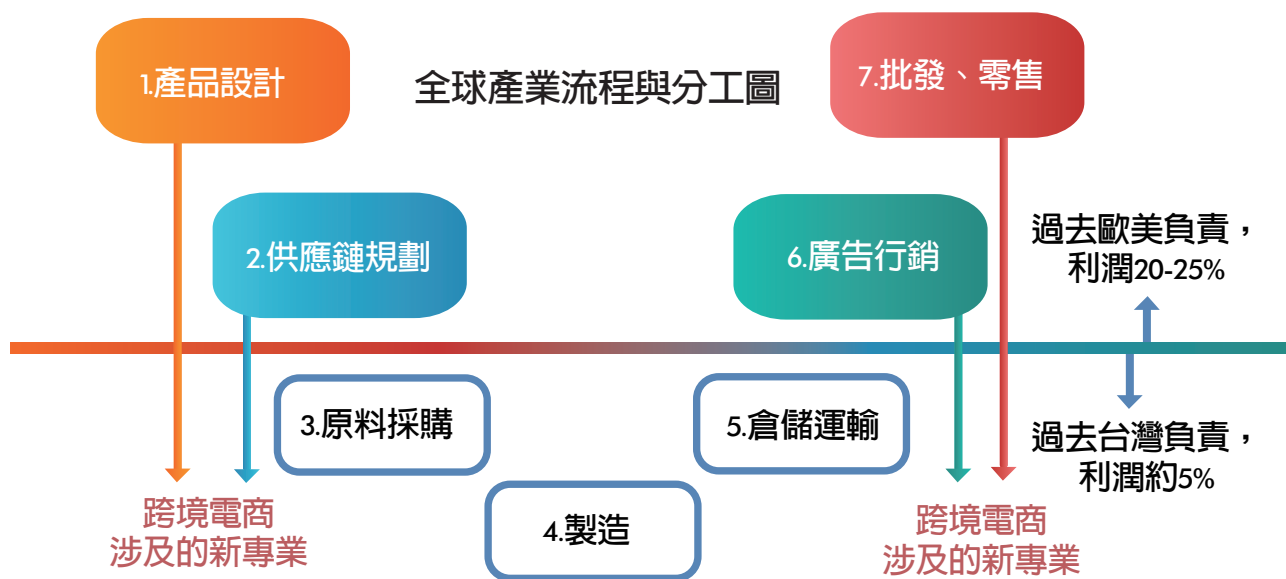 1.產品設計
全球產業流程與分工圖
7.批發、零售
2.供應鏈規劃
6.廣告行銷
過去歐美負責，
利潤20-25%
3.原料採購
5.倉儲運輸
過去台灣負責，
利潤約5%
跨境電商
涉及的新專業
4.製造
跨境電商
涉及的新專業